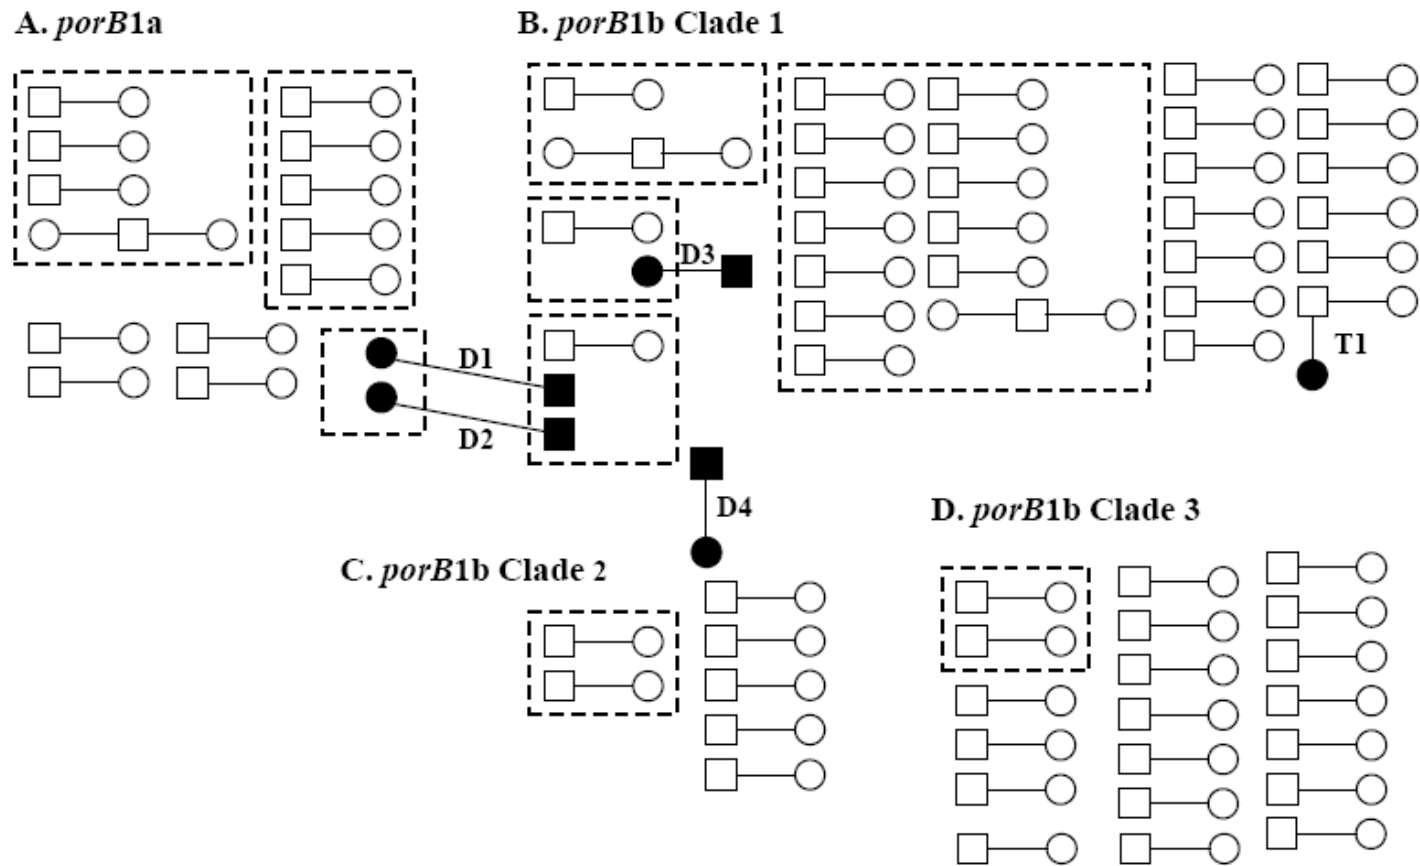 A. porB1a
B. porB1b Clade 1
D3
T1
D1
D2
D4
D. porB1b Clade 3
C. porB1b Clade 2